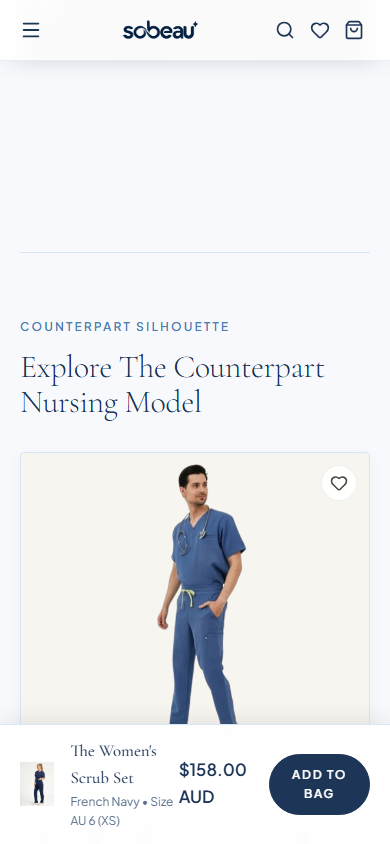 sobeau
COUNTERPART SILHOUETTE
Explore The Counterpart
Nursing Model
The Women's
Scrub Set
French Navy • Size
AU 6 (XS)
$158.00
AUD
ADD TO
BAG